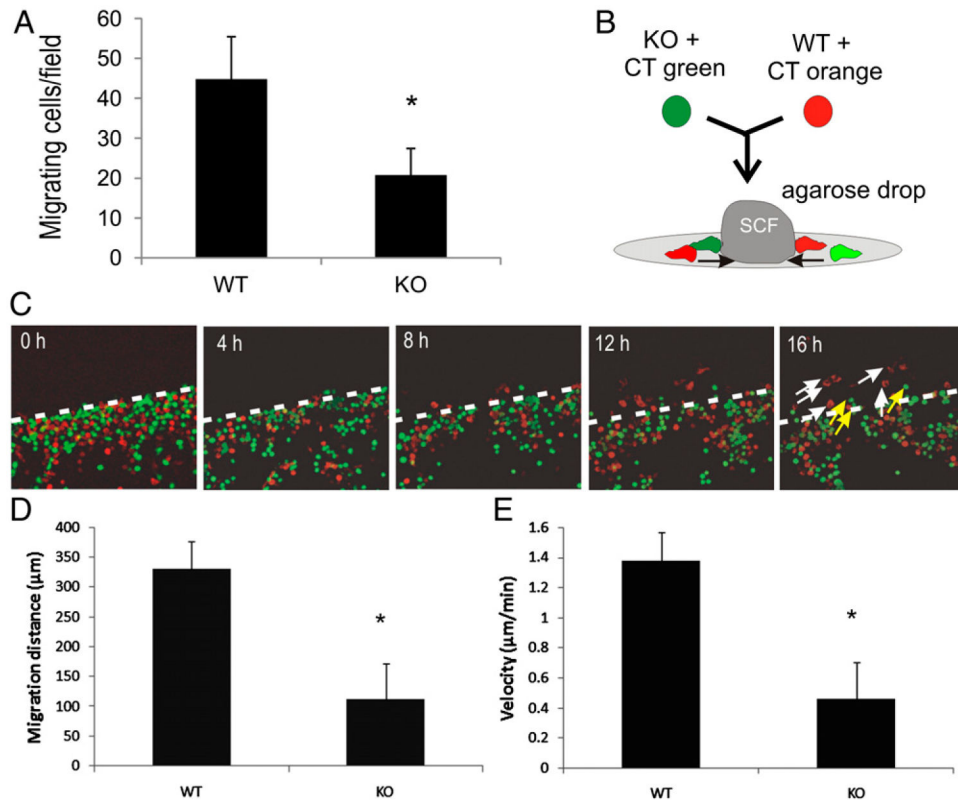 A
Migrating cells/field
60
50
40
30
20
10
0
*
WT
KO
B
KO +
CT green
WT +
CT orange
agarose drop
SCF
C
0 h
4 h
8 h
12 h
16 h
D
Migration distance (µm)
400
350
300
250
200
150
100
50
0
*
WT
KO
E
Velocity (µm/min)
1.6
1.4
1.2
1
0.8
0.6
0.4
0.2
0
*
WT
KO